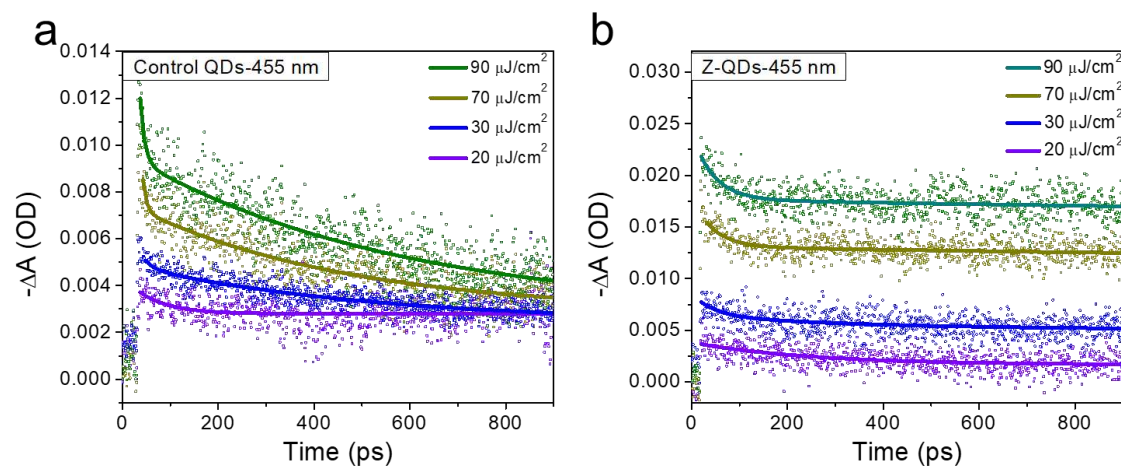 a
Control QDs-455 nm
90 μJ/cm²
70 μJ/cm²
30 μJ/cm²
20 μJ/cm²
0.014
0.012
0.010
0.008
0.006
0.004
0.002
0.000
-ΔA (OD)
0 200 400 600 800
Time (ps)
b
Z-QDs-455 nm
90 μJ/cm²
70 μJ/cm²
30 μJ/cm²
20 μJ/cm²
0.030
0.025
0.020
0.015
0.010
0.005
0.000
-ΔA (OD)
0 200 400 600 800
Time (ps)